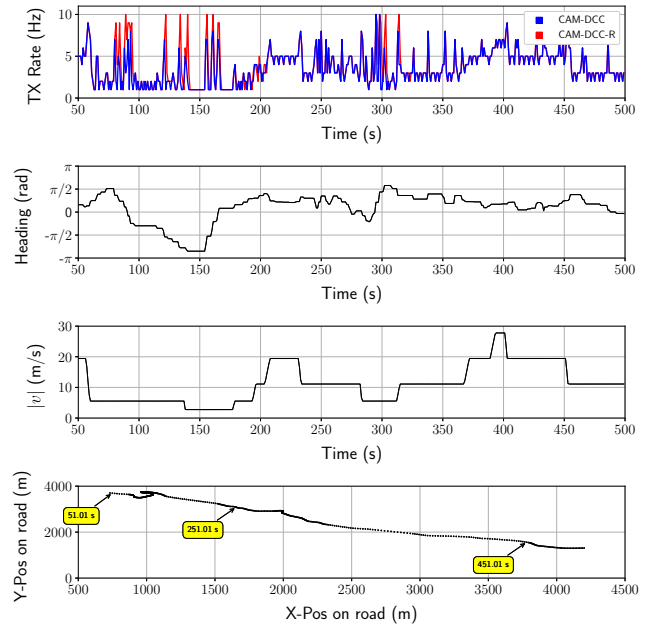 TX Rate (Hz)
10
5
0
50 100 150 200 250 300 350 400 450 500
Time (s)
CAM-DCC
CAM-DCC-R
Heading (rad)
π
π/2
0
-π/2
-π
50 100 150 200 250 300 350 400 450 500
Time (s)
|v| (m/s)
30
20
10
0
50 100 150 200 250 300 350 400 450 500
Time (s)
Y-Pos on road (m)
4000
2000
0
51.01 s
251.01 s
451.01 s
500 1000 1500 2000 2500 3000 3500 4000 4500
X-Pos on road (m)